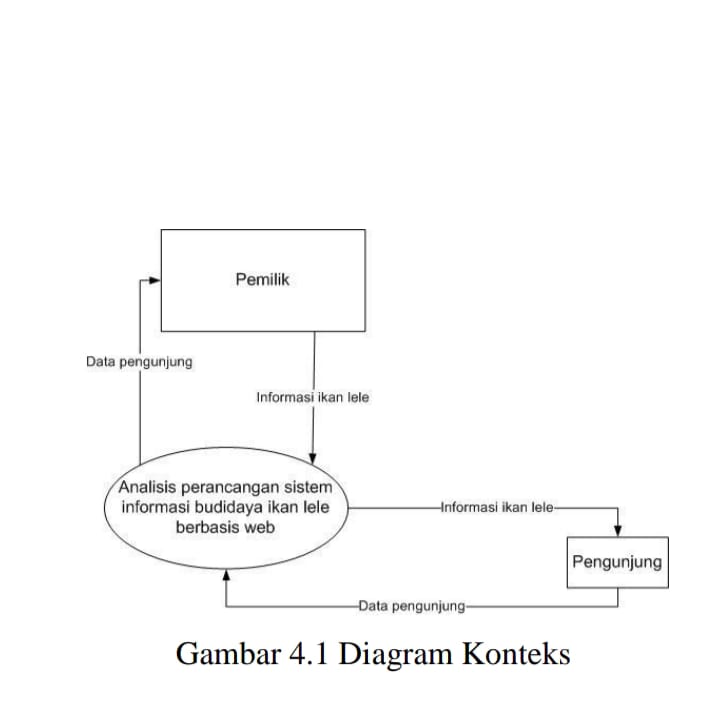 Pemilik
Data pengunjung
Informasi ikan lele
Analisis perancangan sistem
informasi budidaya ikan lele
berbasis web
Informasi ikan lele
Pengunjung
Data pengunjung
Gambar 4.1 Diagram Konteks